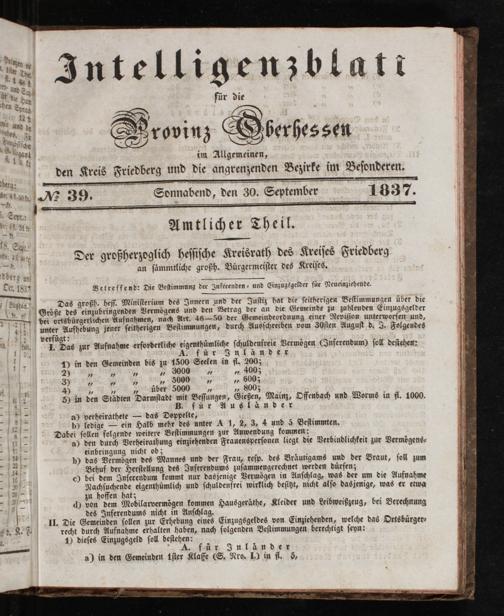 Intelligenzblatt
für die
Provinz Oberhessen
im Allgemeinen,
den Kreis Friedberg und die angrenzenden Bezirke im Besonderen.
№ 39. Sonnabend, den 30. September 1837.
Amtlicher Theil.
Der großherzoglich hessische Kreisrath des Kreises Friedberg
an sämmtliche großh. Bürgermeister des Kreises.
Betreffend: Die Bestimmung der Inferenden- und Einzugsgelder für Neueinziehende.
Das großh. hess. Ministerium des Innern und der Justiz hat die seitherigen Bestimmungen über die
Größe des einzubringenden Vermögens und den Betrag der an die Gemeinde zu zahlenden Einzugsgelder
bei ortsbürgerlichen Aufnahmen, nach Art. 46—50 der Gemeindeordnung einer Revision unterworfen und,
unter Aufhebung jener seitherigen Bestimmungen, durch Ausschreiben vom 30sten August d. J. Folgendes
verfügt:
I. Das zur Aufnahme erforderliche eigenthümliche schuldenfreie Vermögen (Inferendum) soll bestehen:
A. für Inländer
1) in den Gemeinden bis zu 1500 Seelen in fl. 200;
2) „ „ „ „ „ 3000 „ „ 400;
3) „ „ „ „ „ 5000 „ „ 600;
4) „ „ „ über 5000 „ „ 800;
5) in den Städten Darmstadt mit Bessungen, Gießen, Mainz, Offenbach und Worms in fl. 1000.
B. für Ausländer
a) verheirathete — das Doppelte,
b) ledige — ein Halb mehr des unter A 1, 2, 3, 4 und 5 Bestimmten.
Dabei sollen folgende weitere Bestimmungen zur Anwendung kommen:
a) den durch Verheirathung einziehenden Frauenspersonen liegt die Verbindlichkeit zur Vermögens-
einbringung nicht ob;
b) das Vermögen des Mannes und der Frau, resp. des Bräutigams und der Braut, soll zum
Behuf der Herstellung des Inferendums zusammengerechnet werden dürfen;
c) bei dem Inferendum kommt nur dasjenige Vermögen in Anschlag, was der um die Aufnahme
Nachsuchende eigenthümlich und schuldenfrei wirklich besitzt, nicht also dasjenige, was er etwa
zu hoffen hat;
d) von dem Mobiliarvermögen kommen Hausgeräthe, Kleider und Leibweißzeug, bei Berechnung
des Inferendums nicht in Anschlag.
II. Die Gemeinden sollen zur Erhebung eines Einzugsgeldes von Einziehenden, welche das Ortsbürger-
recht durch Aufnahme erhalten haben, nach folgenden Bestimmungen berechtigt seyn:
1) dieses Einzugsgeld soll bestehen:
A. für Inländer
a) in den Gemeinden 1ster Klasse (S. Nro. I.) in fl. 5,